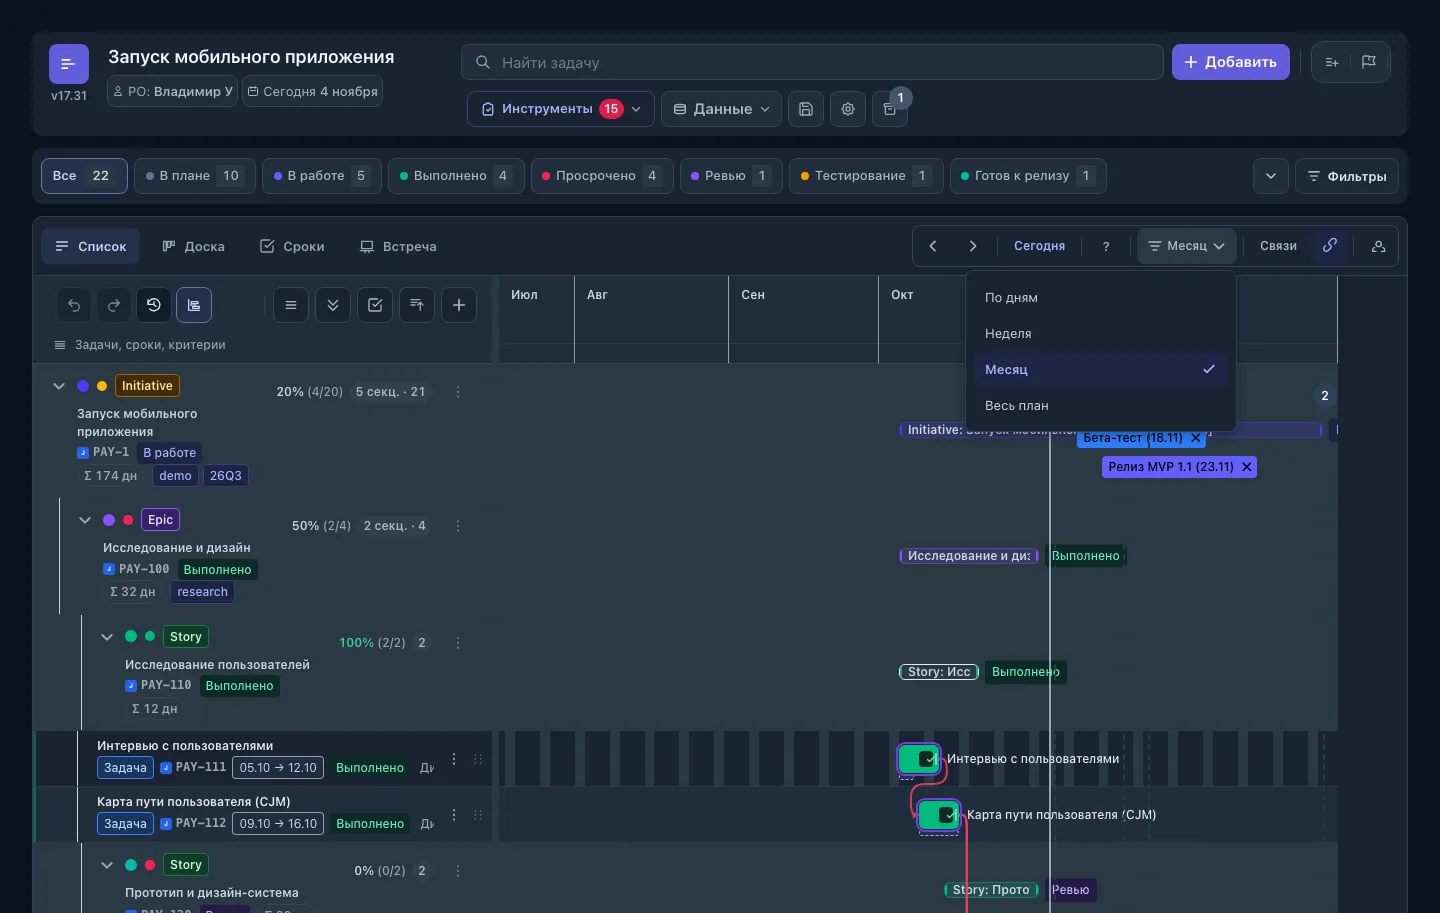 Запуск мобильного приложения
Найти задачу
Добавить
v17.31
PO: Владимир У
Сегодня 4 ноября
Инструменты 15
Данные
1
Все 22
В плане 10
В работе 5
Выполнено 4
Просрочено 4
Ревью 1
Тестирование 1
Готов к релизу 1
Фильтры
Список
Доска
Сроки
Встреча
Сегодня
?
Месяц
Связи
Июл
Авг
Сен
Окт
По дням
Неделя
Месяц
Весь план
Задачи, сроки, критерии
Initiative
20% (4/20) 5 секц. · 21
2
Запуск мобильного
приложения
PAY-1 В работе
Σ 174 дн demo 26Q3
Initiative:
Бета-тест (18.11) ×
Релиз MVP 1.1 (23.11) ×
Epic
50% (2/4) 2 секц. · 4
Исследование и дизайн
PAY-100 Выполнено
Σ 32 дн research
Исследование и ди
Выполнено
Story
100% (2/2) 2
Исследование пользователей
PAY-110 Выполнено
Σ 12 дн
Story: Исс
Выполнено
Интервью с пользователями
Задача PAY-111 05.10 → 12.10 Выполнено
Интервью с пользователями
Карта пути пользователя (CJM)
Задача PAY-112 09.10 → 16.10 Выполнено
Карта пути пользователя (CJM)
Story
0% (0/2) 2
Прототип и дизайн-система
Story: Прото
Ревью